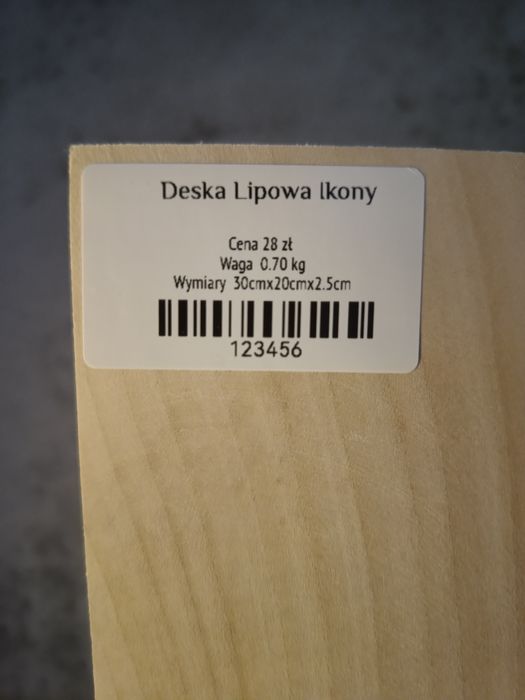 Deska Lipowa Ikony
Cena 28 zł
Waga 0.70 kg
Wymiary 30cmx20cmx2.5cm
123456